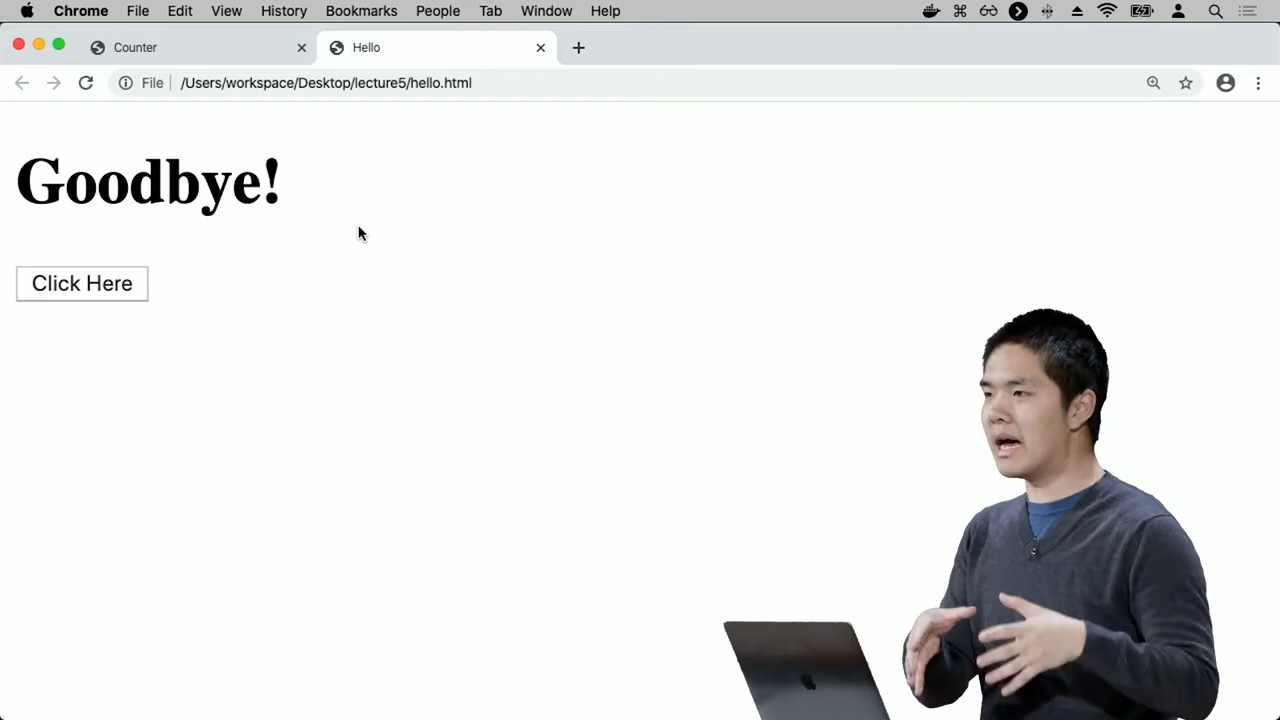 Chrome File Edit View History Bookmarks People Tab Window Help
Counter Hello
File /Users/workspace/Desktop/lecture5/hello.html
Goodbye!
Click Here